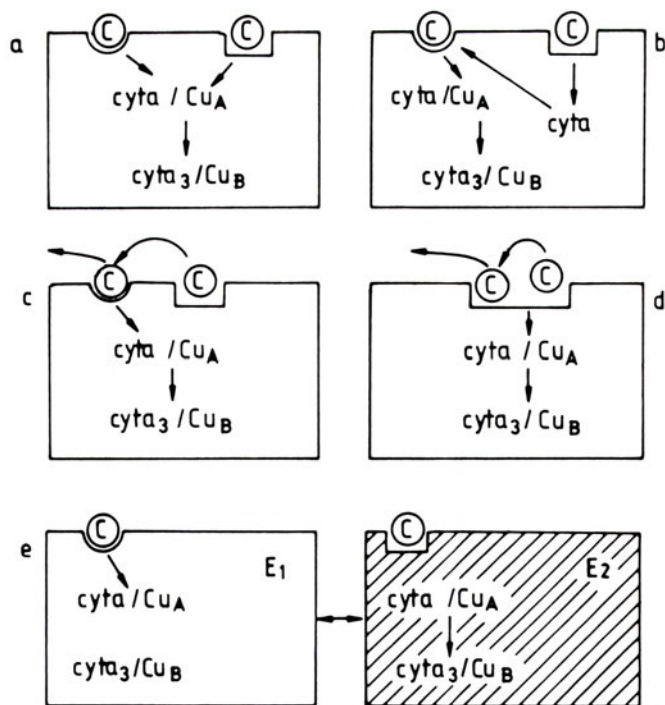 a C C
cyta / CuA
cyta3/CuB
b C C
cyta/CuA
cyta
cyta3/CuB
c C C
cyta /CuA
cyta3/CuB
d C C
cyta /CuA
cyta3/CuB
e C E1
cyta /CuA
cyta3/CuB
C E2
cyta /CuA
cyta3/CuB